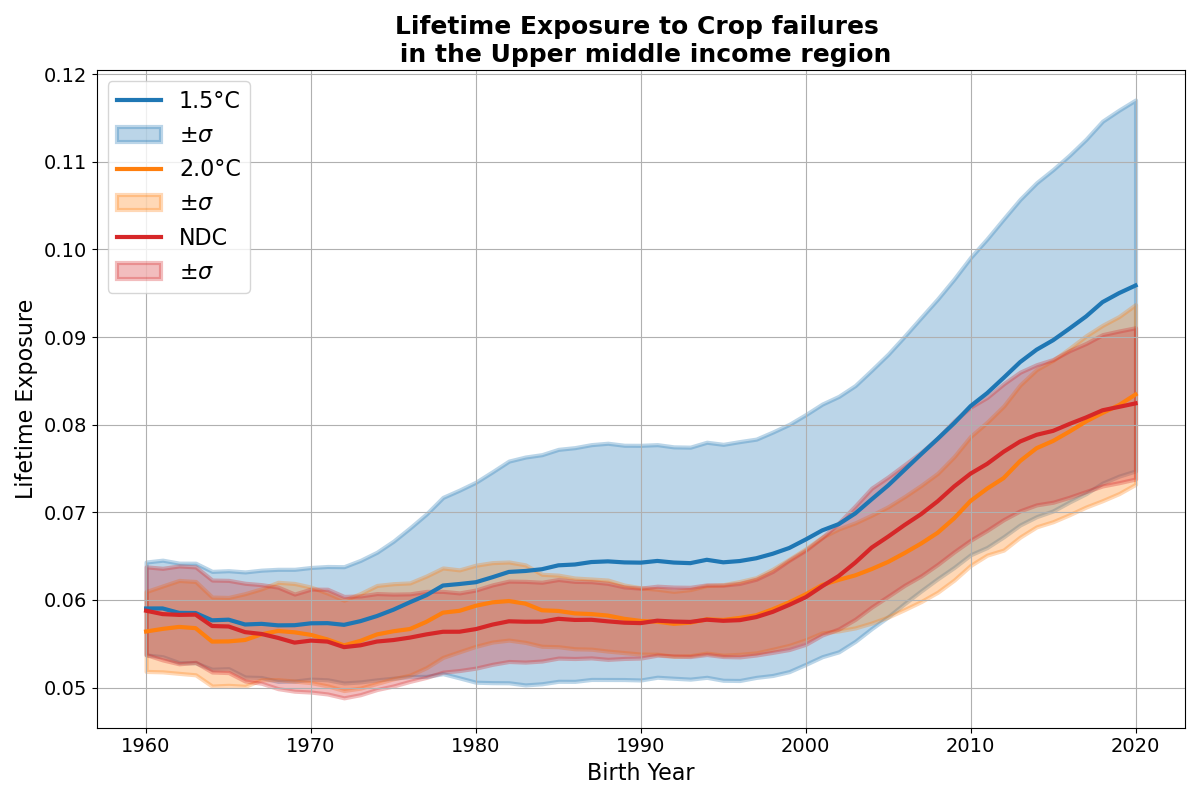 Lifetime Exposure to Crop failures
in the Upper middle income region
0.12
0.11
0.10
0.09
0.08
0.07
0.06
0.05
Lifetime Exposure
1.5°C
±σ
2.0°C
±σ
NDC
±σ
1960 1970 1980 1990 2000 2010 2020
Birth Year